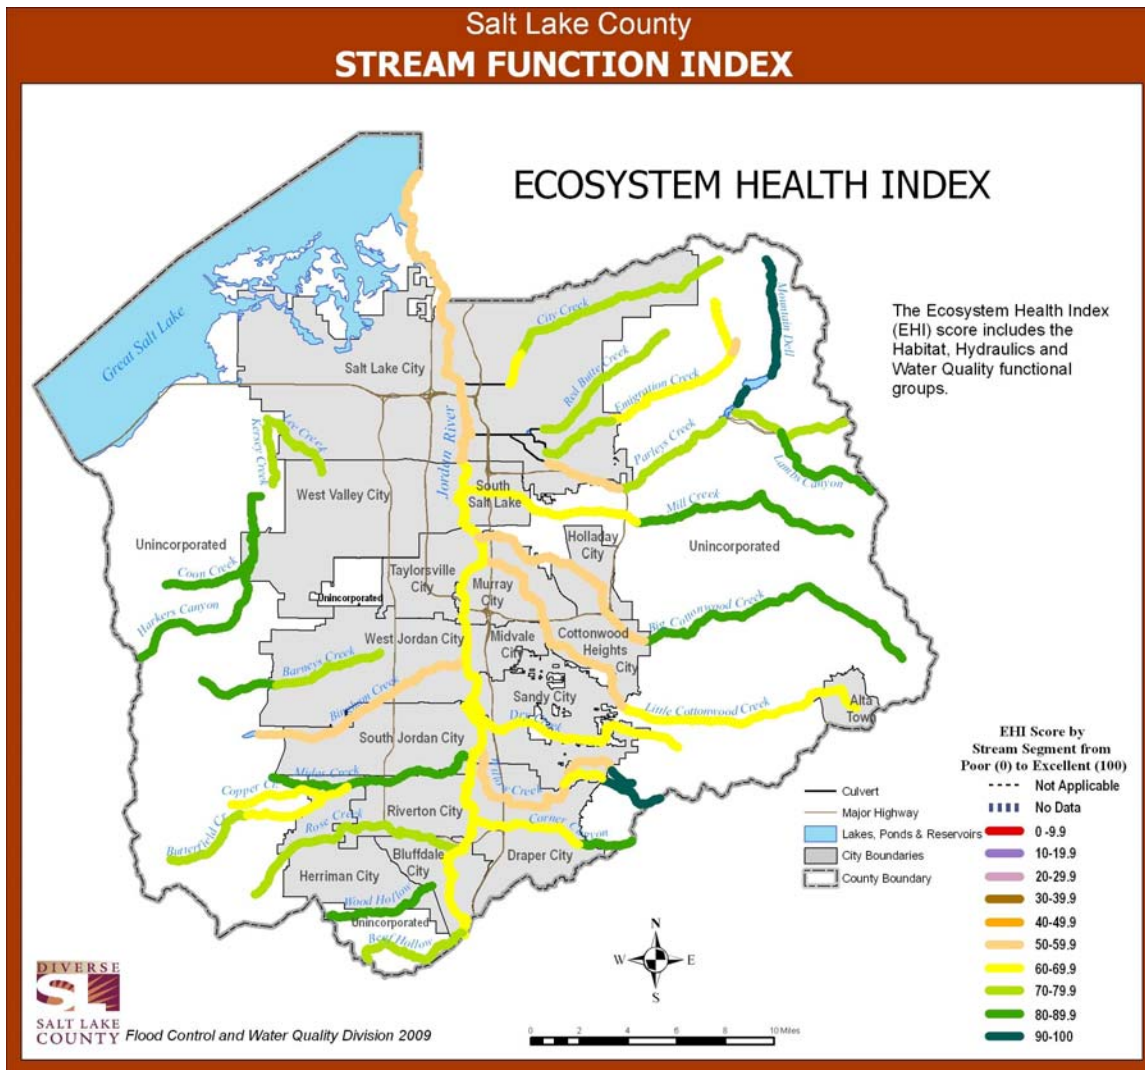 Salt Lake County
STREAM FUNCTION INDEX
ECOSYSTEM HEALTH INDEX
The Ecosystem Health Index
(EHI) score includes the
Habitat, Hydraulics and
Water Quality functional
groups.
Great Salt Lake
Salt Lake City
City Creek
Mountain Dell
Red Butte Creek
Emigration Creek
Jordan River
Lee Creek
Kersey Creek
Parleys Creek
Lambs Canyon
West Valley City
South
Salt Lake
Mill Creek
Unincorporated
Holladay
City
Unincorporated
Coon Creek
Taylorsville
City
Murray
City
Unincorporated
Harkers Canyon
Big Cottonwood Creek
West Jordan City
Midvale
City
Cottonwood
Heights
City
Barneys Creek
Bingham Creek
Sandy City
Little Cottonwood Creek
Alta
Town
South Jordan City
Dry Creek
Midas Creek
Willow Creek
Copper Cr.
Riverton City
Butterfield Cr.
Rose Creek
Corner Canyon
Bluffdale
City
Draper City
Herriman City
Wood Hollow
Unincorporated
Beef Hollow
Culvert
Major Highway
Lakes, Ponds & Reservoirs
City Boundaries
County Boundary
EHI Score by
Stream Segment from
Poor (0) to Excellent (100)
Not Applicable
No Data
0 -9.9
10-19.9
20-29.9
30-39.9
40-49.9
50-59.9
60-69.9
70-79.9
80-89.9
90-100
N
W
E
S
0 2 4 6 8 10 Miles
DIVERSE
SL
SALT LAKE
COUNTY
Flood Control and Water Quality Division 2009